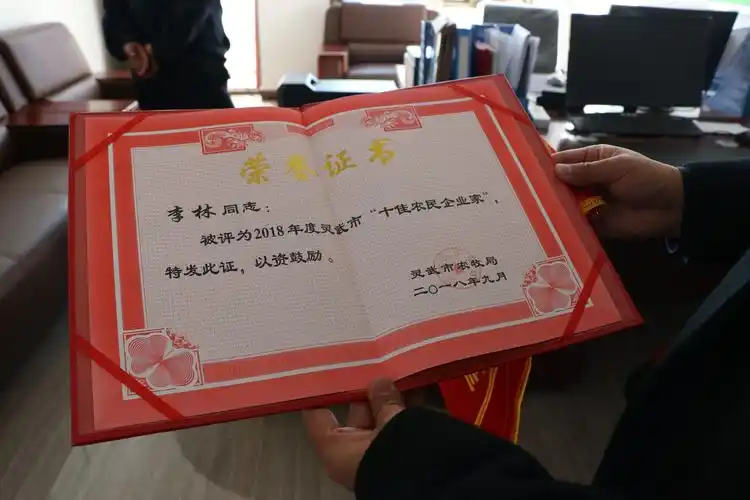 荣誉证书
李林同志：
被评为2018年度灵武市“十佳农民企业家”，
特发此证，以资鼓励。
灵武市农牧局
二〇一八年九月